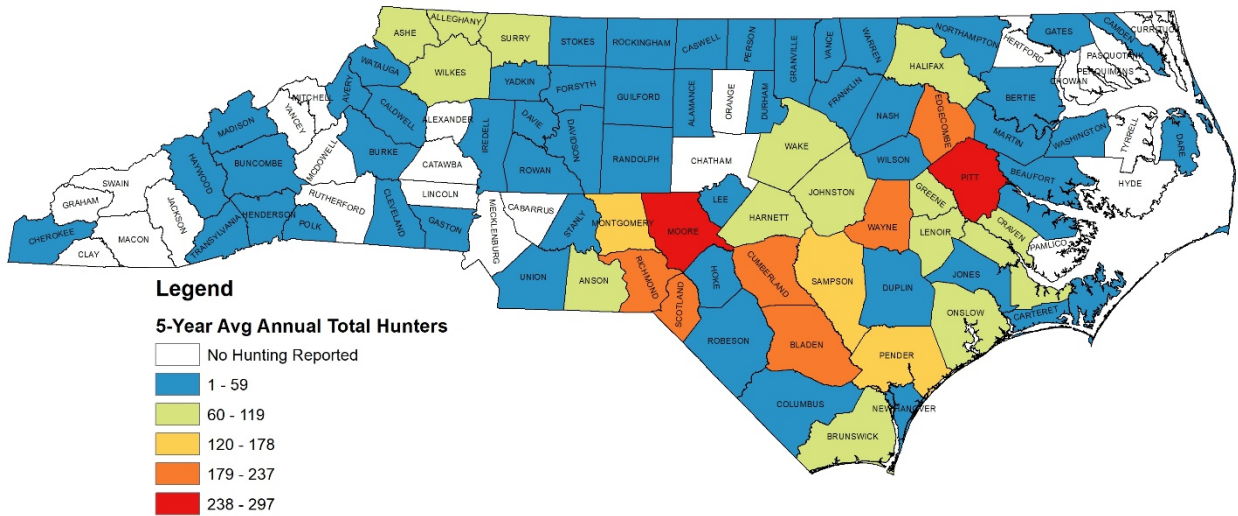 ALLEGHANY
ASHE
SURRY
STOKES
ROCKINGHAM
CASWELL
PERSON
GRANVILLE
VANCE
WARREN
NORTHAMPTON
HERTFORD
GATES
CAMDEN
PASQUOTANK
PERQUIMANS
CHOWAN
HALIFAX
WATAUGA
WILKES
YADKIN
FORSYTH
GUILFORD
ALAMANCE
ORANGE
DURHAM
FRANKLIN
NASH
EDGECOMBE
BERTIE
MARTIN
WASHINGTON
TYRRELL
DARE
MITCHELL
YANCEY
AVERY
CALDWELL
ALEXANDER
IREDELL
DAVIE
DAVIDSON
RANDOLPH
CHATHAM
WAKE
WILSON
PITT
BEAUFORT
HYDE
MADISON
HAYWOOD
BUNCOMBE
MCDOWELL
BURKE
CATAWBA
LINCOLN
ROWAN
JOHNSTON
GREENE
SWAIN
GRAHAM
JACKSON
RUTHERFORD
CLEVELAND
GASTON
MECKLENBURG
CABARRUS
STANLY
MONTGOMERY
MOORE
LEE
HARNETT
WAYNE
LENOIR
CRAVEN
PAMLICO
CHEROKEE
CLAY
MACON
TRANSYLVANIA
HENDERSON
POLK
UNION
ANSON
RICHMOND
SCOTLAND
HOKE
CUMBERLAND
SAMPSON
DUPLIN
JONES
CARTERET
ONSLOW
ROBESON
BLADEN
PENDER
COLUMBUS
NEW HANOVER
BRUNSWICK
Legend
5-Year Avg Annual Total Hunters
No Hunting Reported
1 - 59
60 - 119
120 - 178
179 - 237
238 - 297